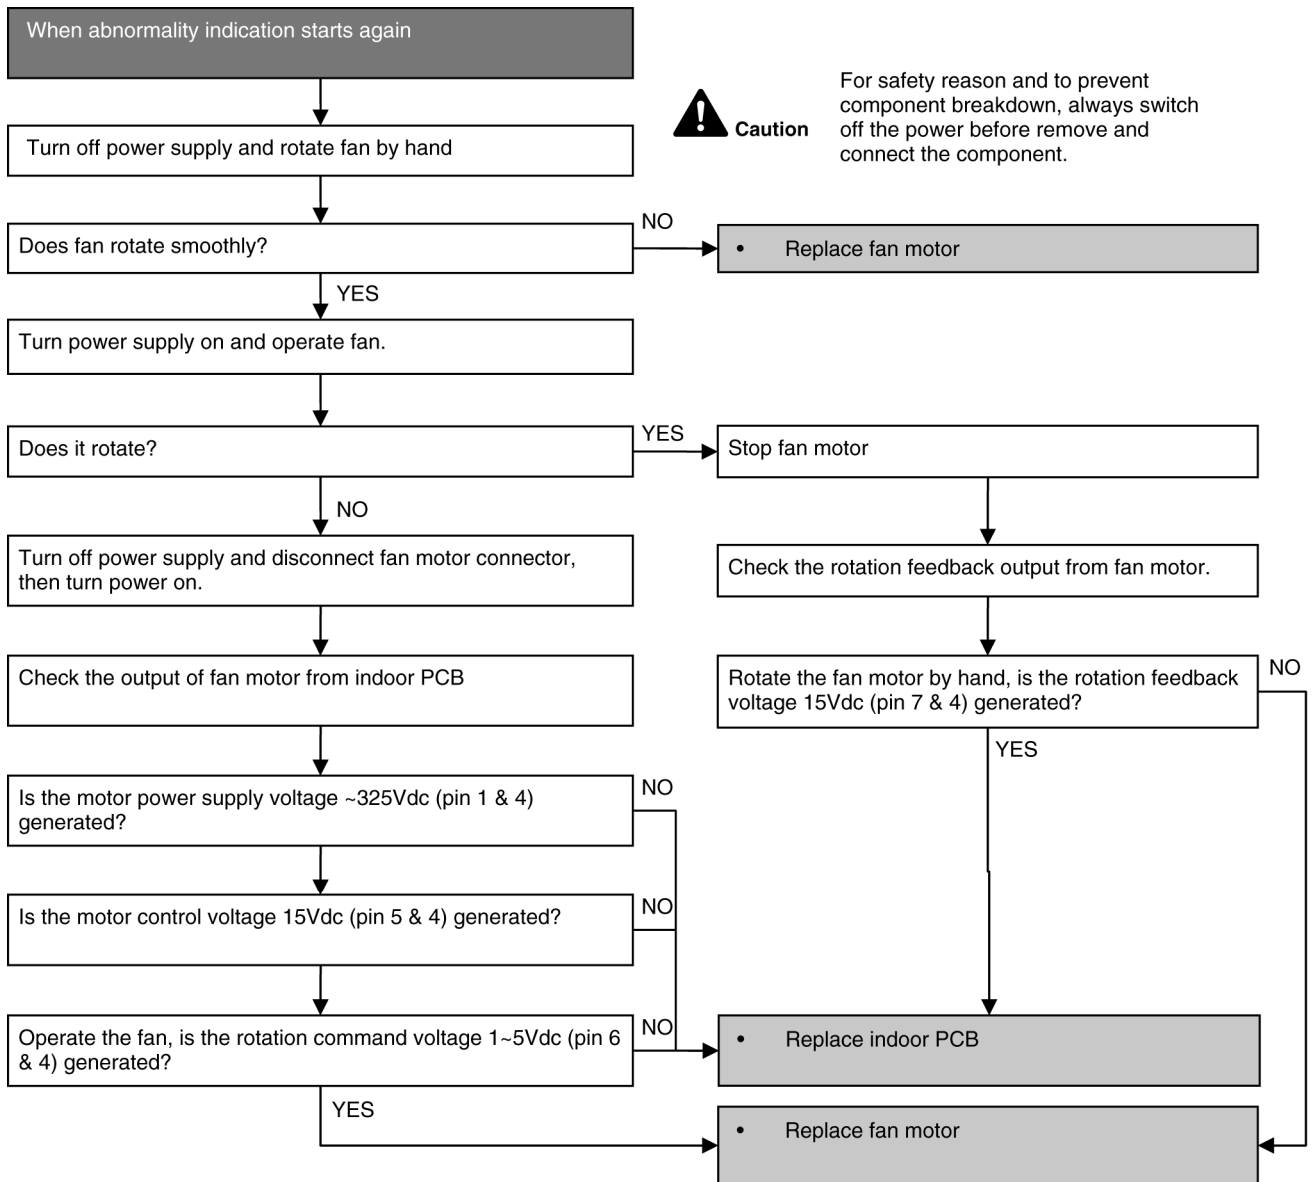 When abnormality indication starts again
For safety reason and to prevent
component breakdown, always switch
off the power before remove and
connect the component.
Caution
Turn off power supply and rotate fan by hand
Does fan rotate smoothly?
NO
• Replace fan motor
YES
Turn power supply on and operate fan.
Does it rotate?
YES
Stop fan motor
NO
Turn off power supply and disconnect fan motor connector,
then turn power on.
Check the rotation feedback output from fan motor.
Check the output of fan motor from indoor PCB
Rotate the fan motor by hand, is the rotation feedback
voltage 15Vdc (pin 7 & 4) generated?
NO
YES
Is the motor power supply voltage ~325Vdc (pin 1 & 4)
generated?
NO
Is the motor control voltage 15Vdc (pin 5 & 4) generated?
NO
Operate the fan, is the rotation command voltage 1~5Vdc (pin 6
& 4) generated?
NO
• Replace indoor PCB
YES
• Replace fan motor